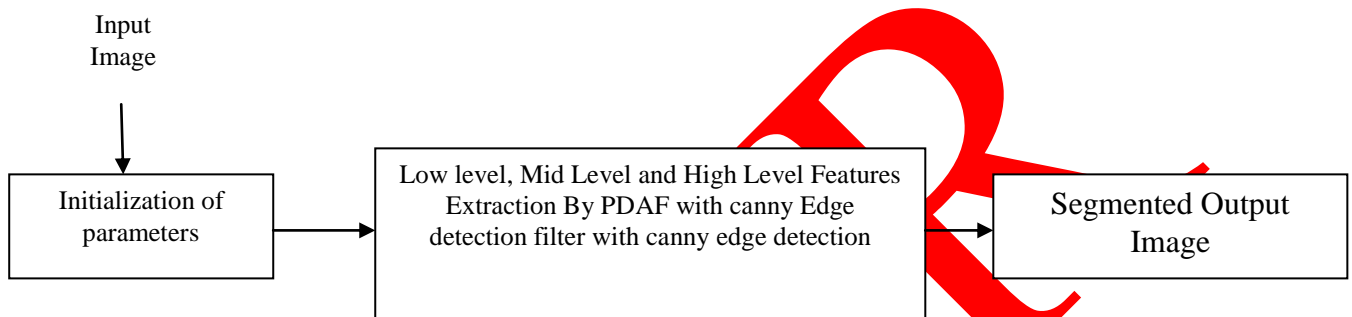 Input
Image
Initialization of
parameters
Low level, Mid Level and High Level Features
Extraction By PDAF with canny Edge
detection filter with canny edge detection
Segmented Output
Image